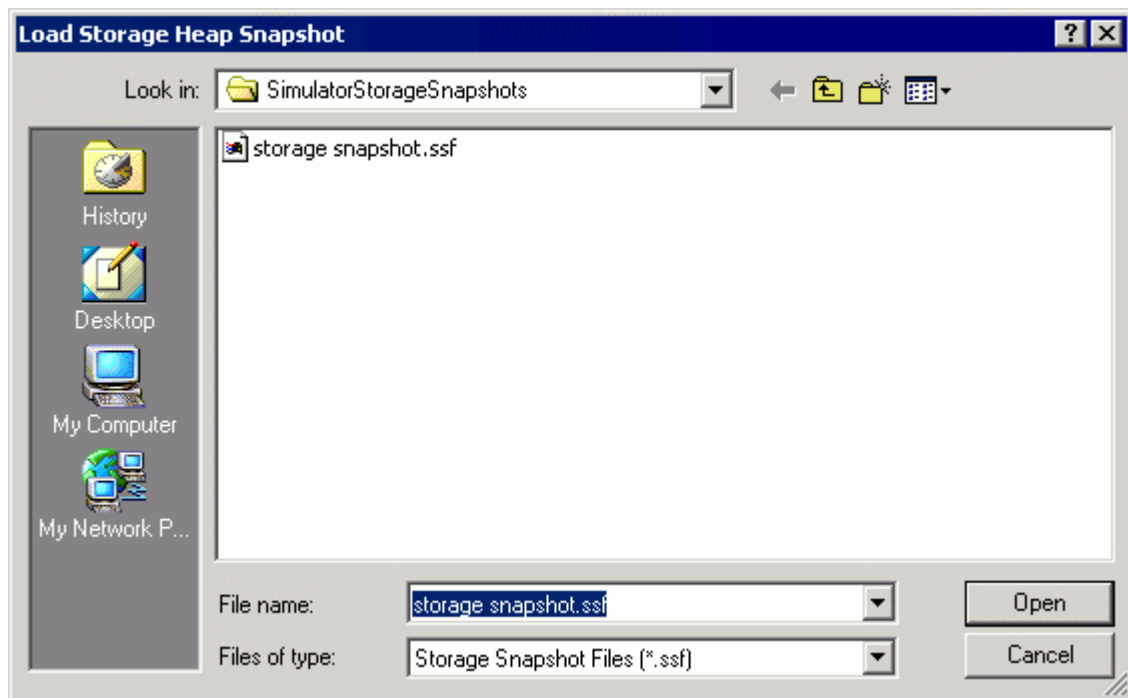 Load Storage Heap Snapshot
Look in: SimulatorStorageSnapshots
storage snapshot.ssf
History
Desktop
My Computer
My Network P...
File name: storage snapshot.ssf Open
Files of type: Storage Snapshot Files (*.ssf) Cancel